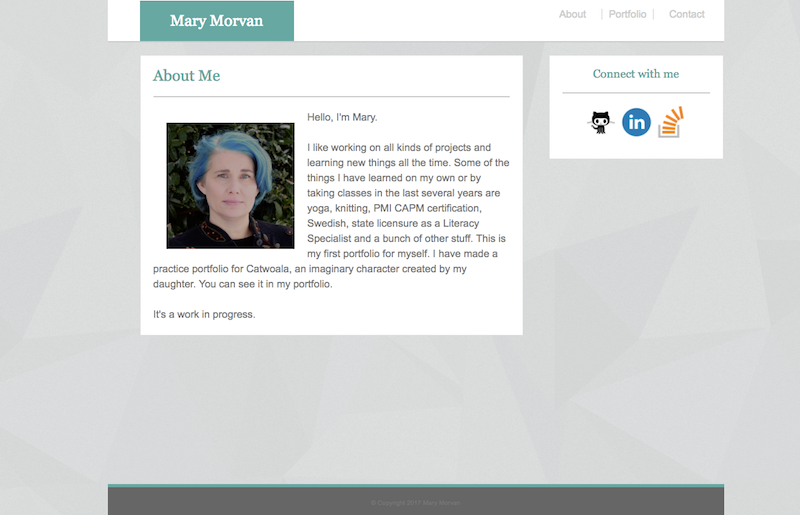 Mary Morvan
About
Portfolio
Contact
About Me
Hello, I'm Mary.
I like working on all kinds of projects and
learning new things all the time. Some of the
things I have learned on my own or by
taking classes in the last several years are
yoga, knitting, PMI CAPM certification,
Swedish, state licensure as a Literacy
Specialist and a bunch of other stuff. This is
my first portfolio for myself. I have made a
practice portfolio for Catwoala, an imaginary character created by my
daughter. You can see it in my portfolio.
It's a work in progress.
Connect with me
in
© Copyright 2017 Mary Morvan